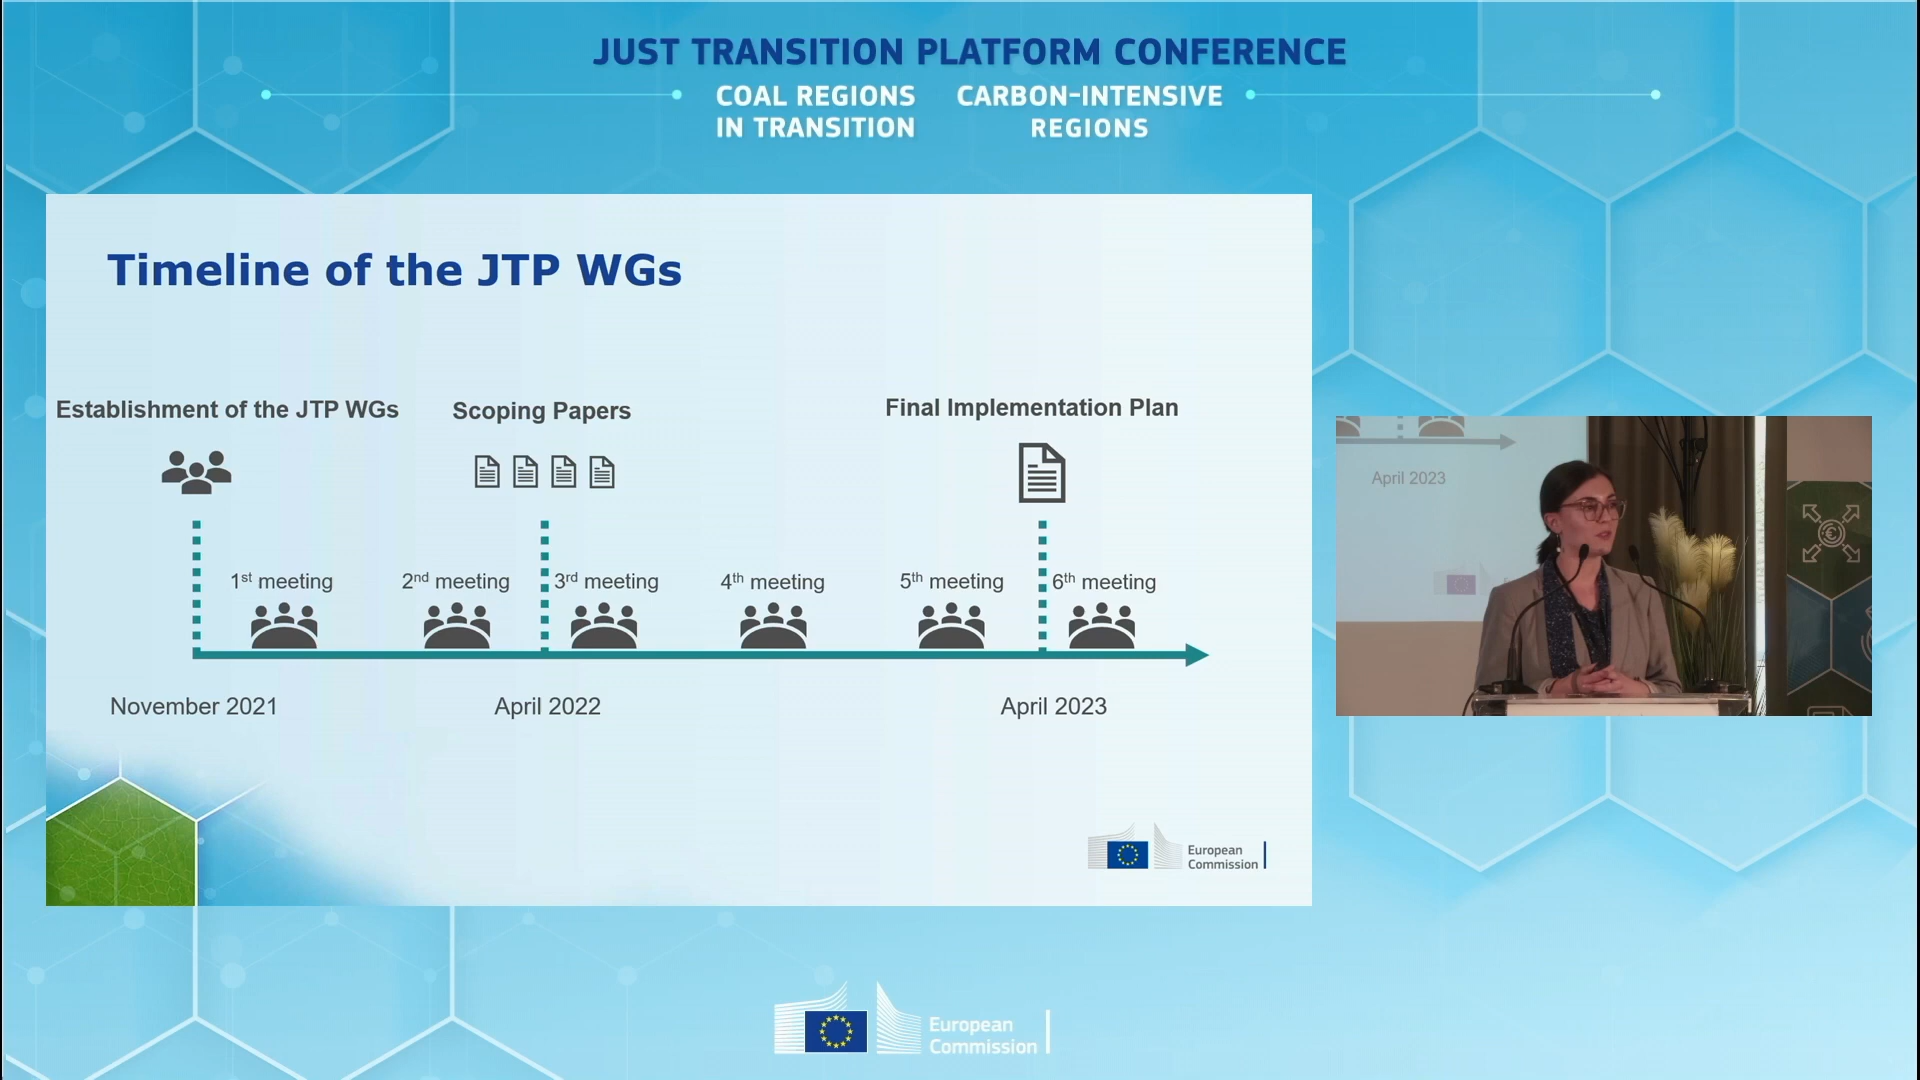 JUST TRANSITION PLATFORM CONFERENCE
COAL REGIONS
IN TRANSITION
CARBON-INTENSIVE
REGIONS
Timeline of the JTP WGs
Establishment of the JTP WGs
Scoping Papers
Final Implementation Plan
1st meeting
2nd meeting
3rd meeting
4th meeting
5th meeting
6th meeting
November 2021
April 2022
April 2023
European
Commission
April 2023
European
Commission